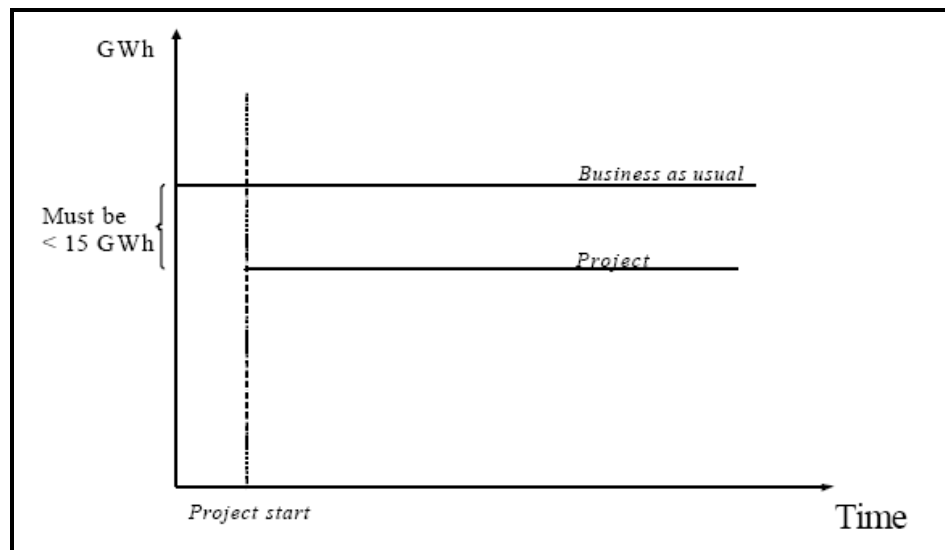 GWh
Business as usual
Must be
< 15 GWh
Project
Project start
Time